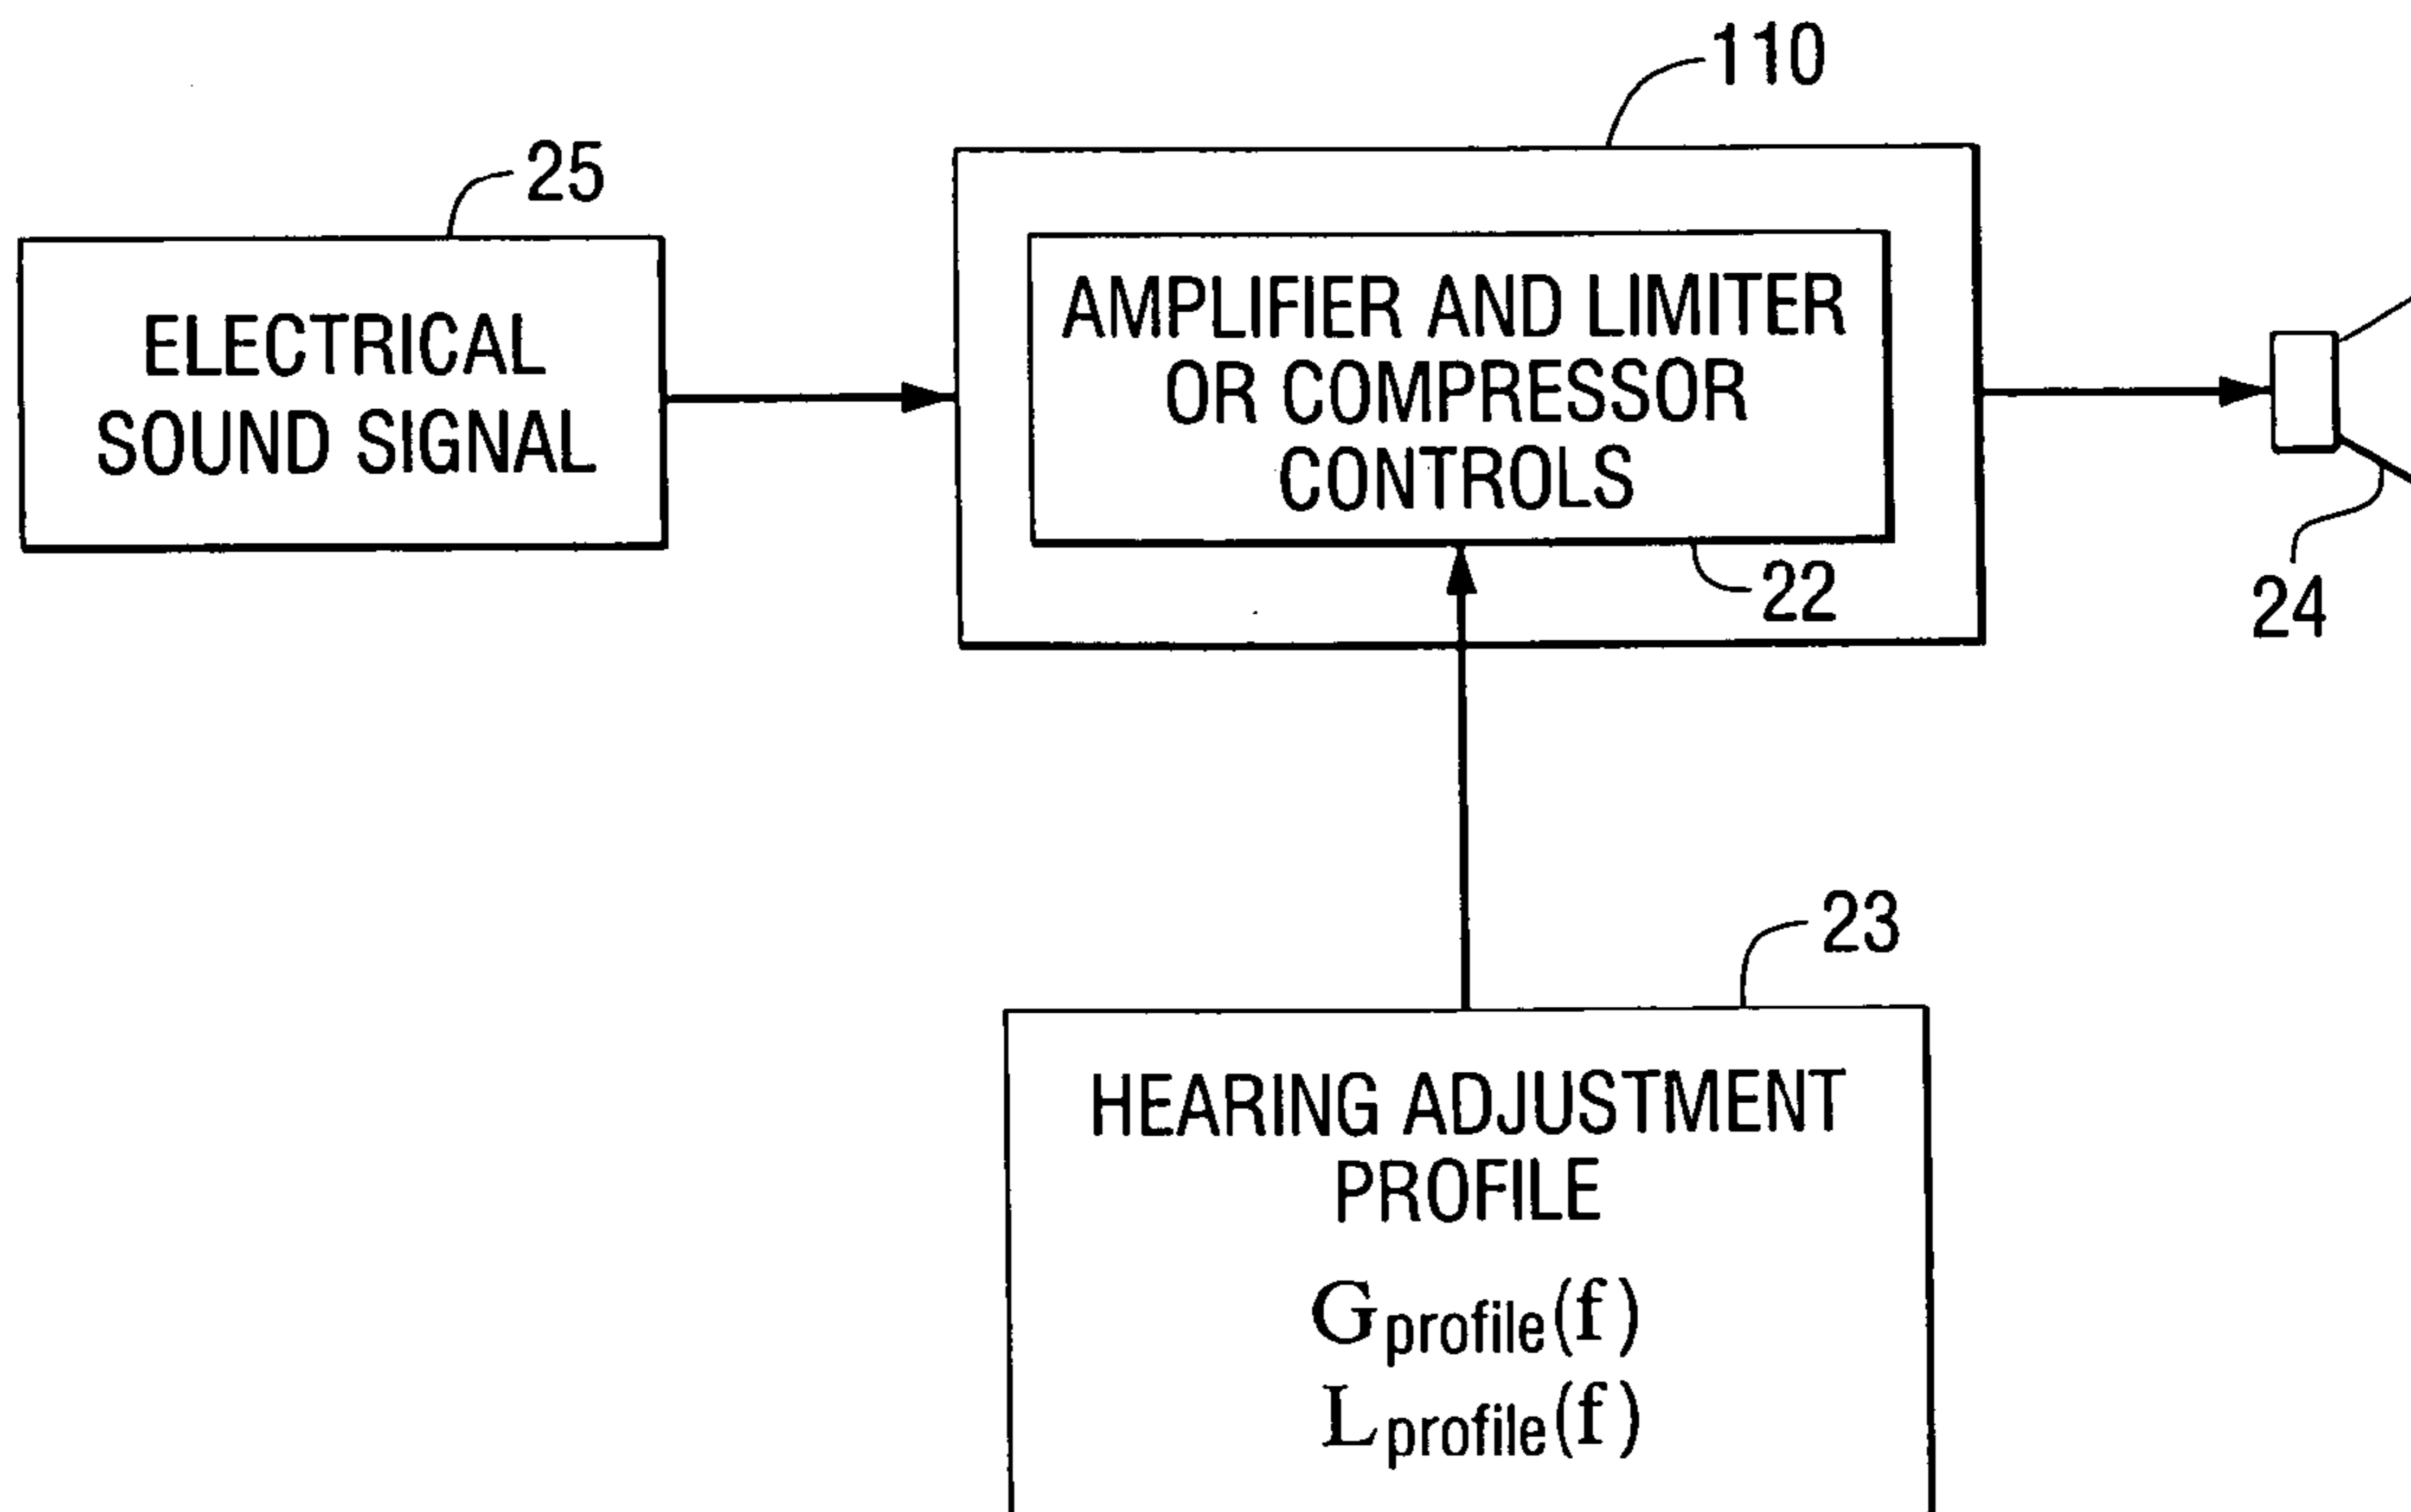 110
25
ELECTRICAL
SOUND SIGNAL
AMPLIFIER AND LIMITER
OR COMPRESSOR
CONTROLS
22
24
23
HEARING ADJUSTMENT
PROFILE
Gprofile(f)
Lprofile(f)